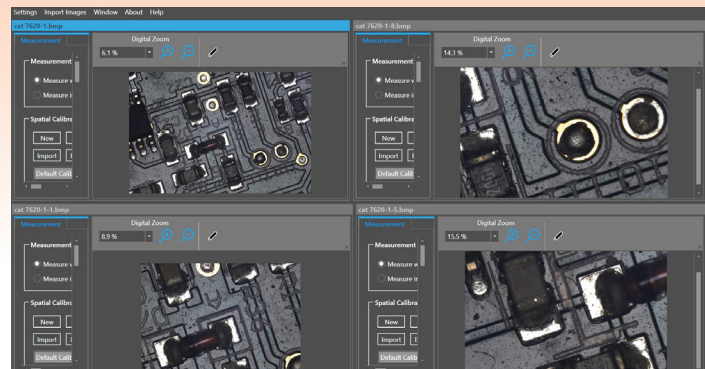 Settings Import Images Window About Help
cat 7620-1.bmp
Measurement
Digital Zoom
6.1 %
Measurement
Measure w
Measure i
Spatial Calibra
New
Import
Default Calib
cat 7620-1-8.bmp
Measurement
Digital Zoom
14.3 %
Measurement
Measure w
Measure i
Spatial Calibra
New
Import E
Default Calib
cat 7620-1-1.bmp
Measurement
Digital Zoom
8.9 %
Measurement
Measure w
Measure i
Spatial Calibra
New
Import E
Default Calib
cat 7620-1-5.bmp
Measurement
Digital Zoom
15.5 %
Measurement
Measure w
Measure i
Spatial Calibra
New
Import E
Default Calib